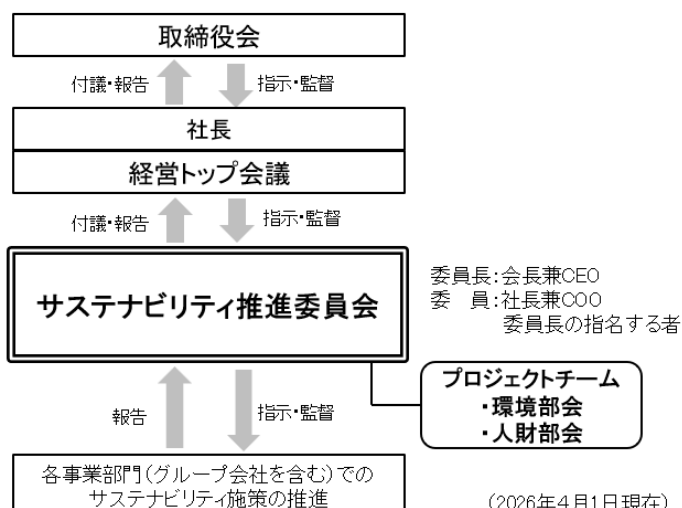 取締役会
付議・報告
指示・監督
社長
経営トップ会議
付議・報告
指示・監督
サステナビリティ推進委員会
委員長：会長兼CEO
委　員：社長兼COO
委員長の指名する者
プロジェクトチーム
・環境部会
・人財部会
報告
指示・監督
各事業部門（グループ会社を含む）での
サステナビリティ施策の推進
（2026年4月1日現在）